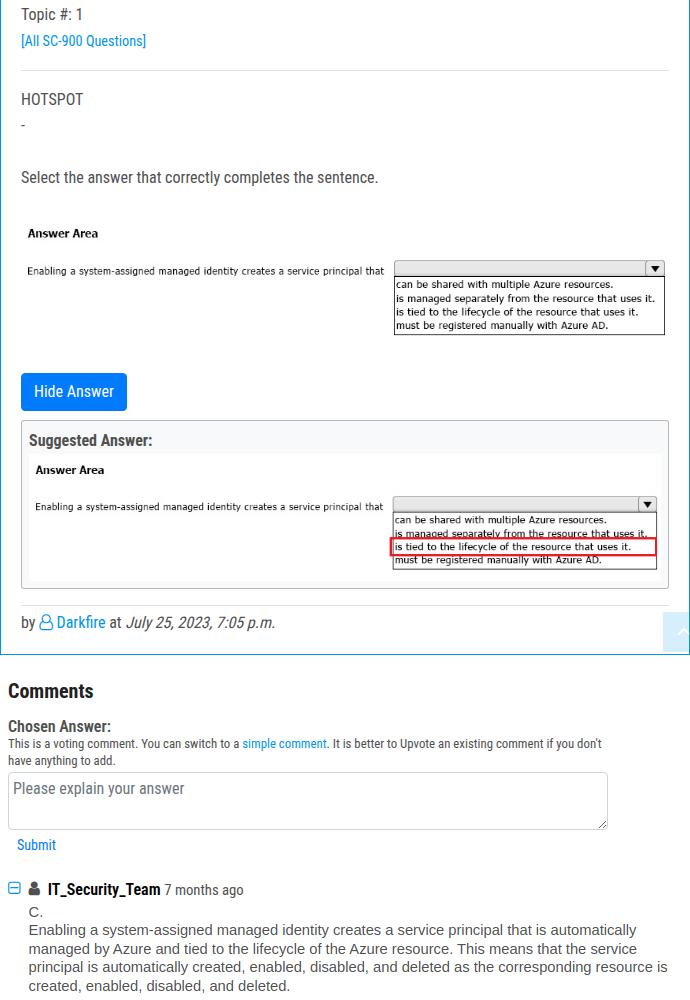 Topic #: 1
[All SC-900 Questions]
HOTSPOT
-
Select the answer that correctly completes the sentence.
Answer Area
Enabling a system-assigned managed identity creates a service principal that
can be shared with multiple Azure resources.
is managed separately from the resource that uses it.
is tied to the lifecycle of the resource that uses it.
must be registered manually with Azure AD.
Hide Answer
Suggested Answer:
Answer Area
Enabling a system-assigned managed identity creates a service principal that
can be shared with multiple Azure resources.
is managed separately from the resource that uses it.
is tied to the lifecycle of the resource that uses it.
must be registered manually with Azure AD.
by Darkfire at July 25, 2023, 7:05 p.m.
Comments
Chosen Answer:
This is a voting comment. You can switch to a simple comment. It is better to Upvote an existing comment if you don't
have anything to add.
Please explain your answer
Submit
IT_Security_Team 7 months ago
C.
Enabling a system-assigned managed identity creates a service principal that is automatically
managed by Azure and tied to the lifecycle of the Azure resource. This means that the service
principal is automatically created, enabled, disabled, and deleted as the corresponding resource is
created, enabled, disabled, and deleted.